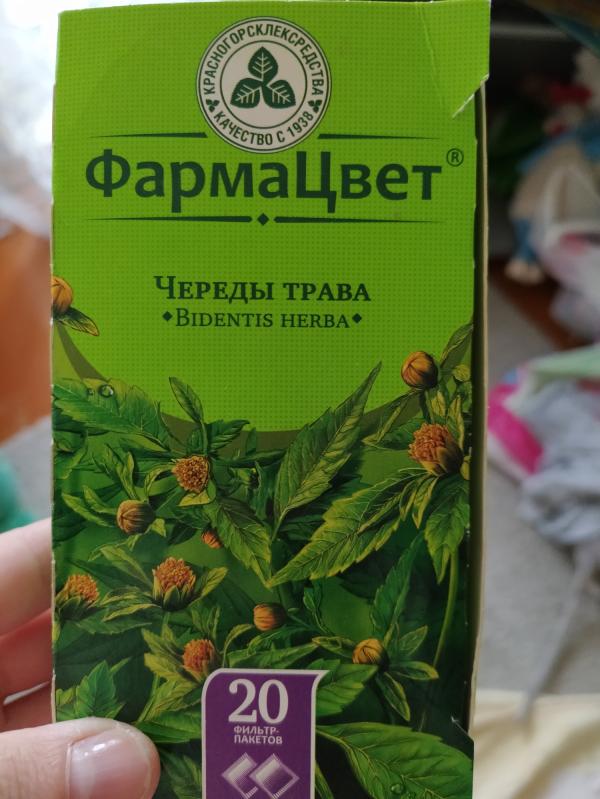 КРАСНОГОРСКЛЕКСРЕДСТВА
КАЧЕСТВО С 1938
ФармаЦвет®
ЧЕРЕДЫ ТРАВА
BIDENTIS HERBA
20
ФИЛЬТР-
ПАКЕТОВ